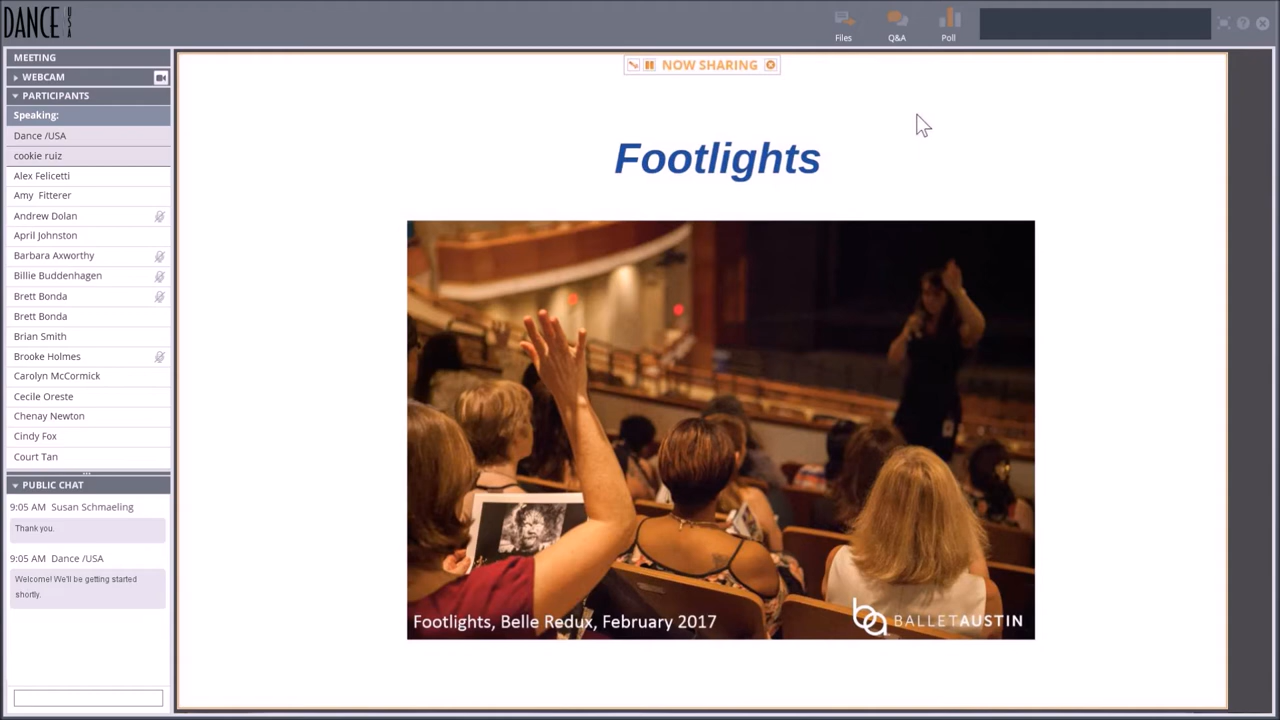 DANCE USA
Files
Q&A
Poll
MEETING
WEBCAM
PARTICIPANTS
Speaking:
Dance /USA
cookie ruiz
Alex Felicetti
Amy Fitterer
Andrew Dolan
April Johnston
Barbara Axworthy
Billie Buddenhagen
Brett Bonda
Brett Bonda
Brian Smith
Brooke Holmes
Carolyn McCormick
Cecile Oreste
Chenay Newton
Cindy Fox
Court Tan
PUBLIC CHAT
9:05 AM Susan Schmaeling
Thank you.
9:05 AM Dance /USA
Welcome! We'll be getting started
shortly.
NOW SHARING
Footlights
Footlights, Belle Redux, February 2017
ba BALLETAUSTIN